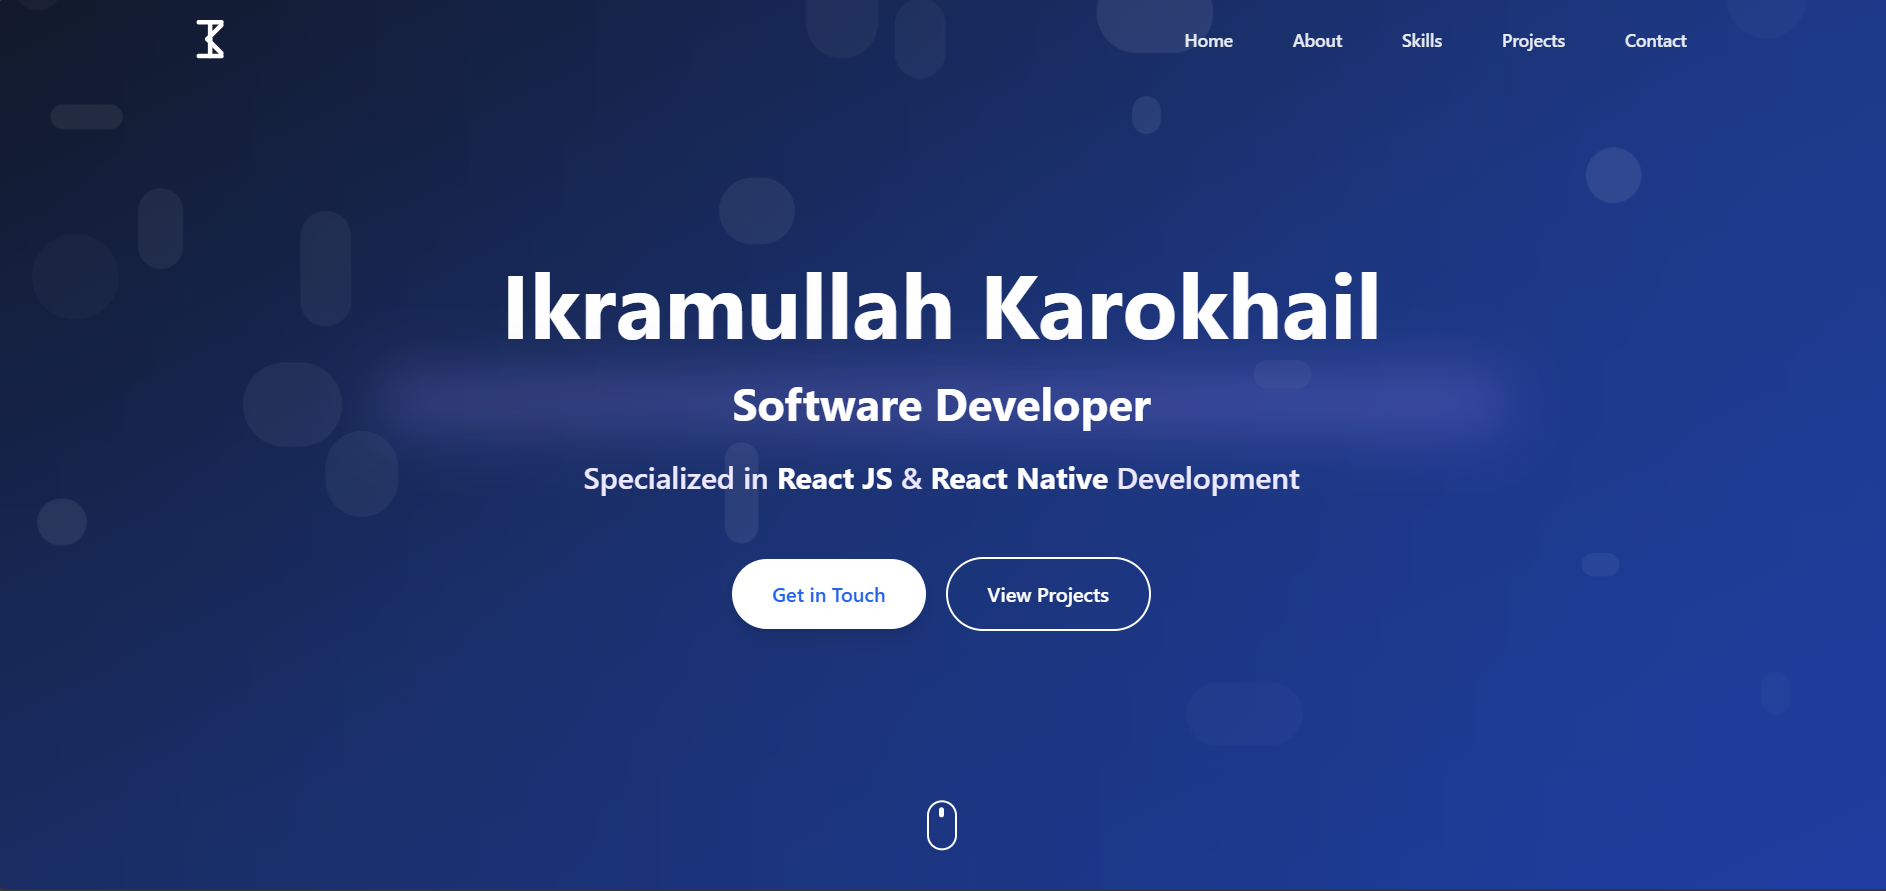 Home About Skills Projects Contact
Ikramullah Karokhail
Software Developer
Specialized in React JS & React Native Development
Get in Touch View Projects